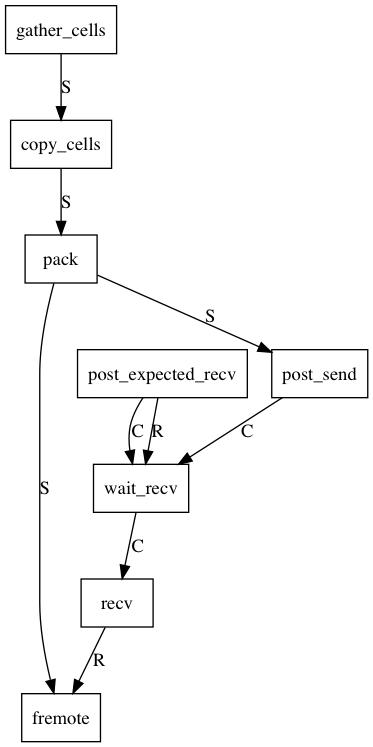 gather_cells
S
copy_cells
S
pack
S
post_expected_recv
post_send
C
R
C
wait_recv
S
C
recv
R
fremote